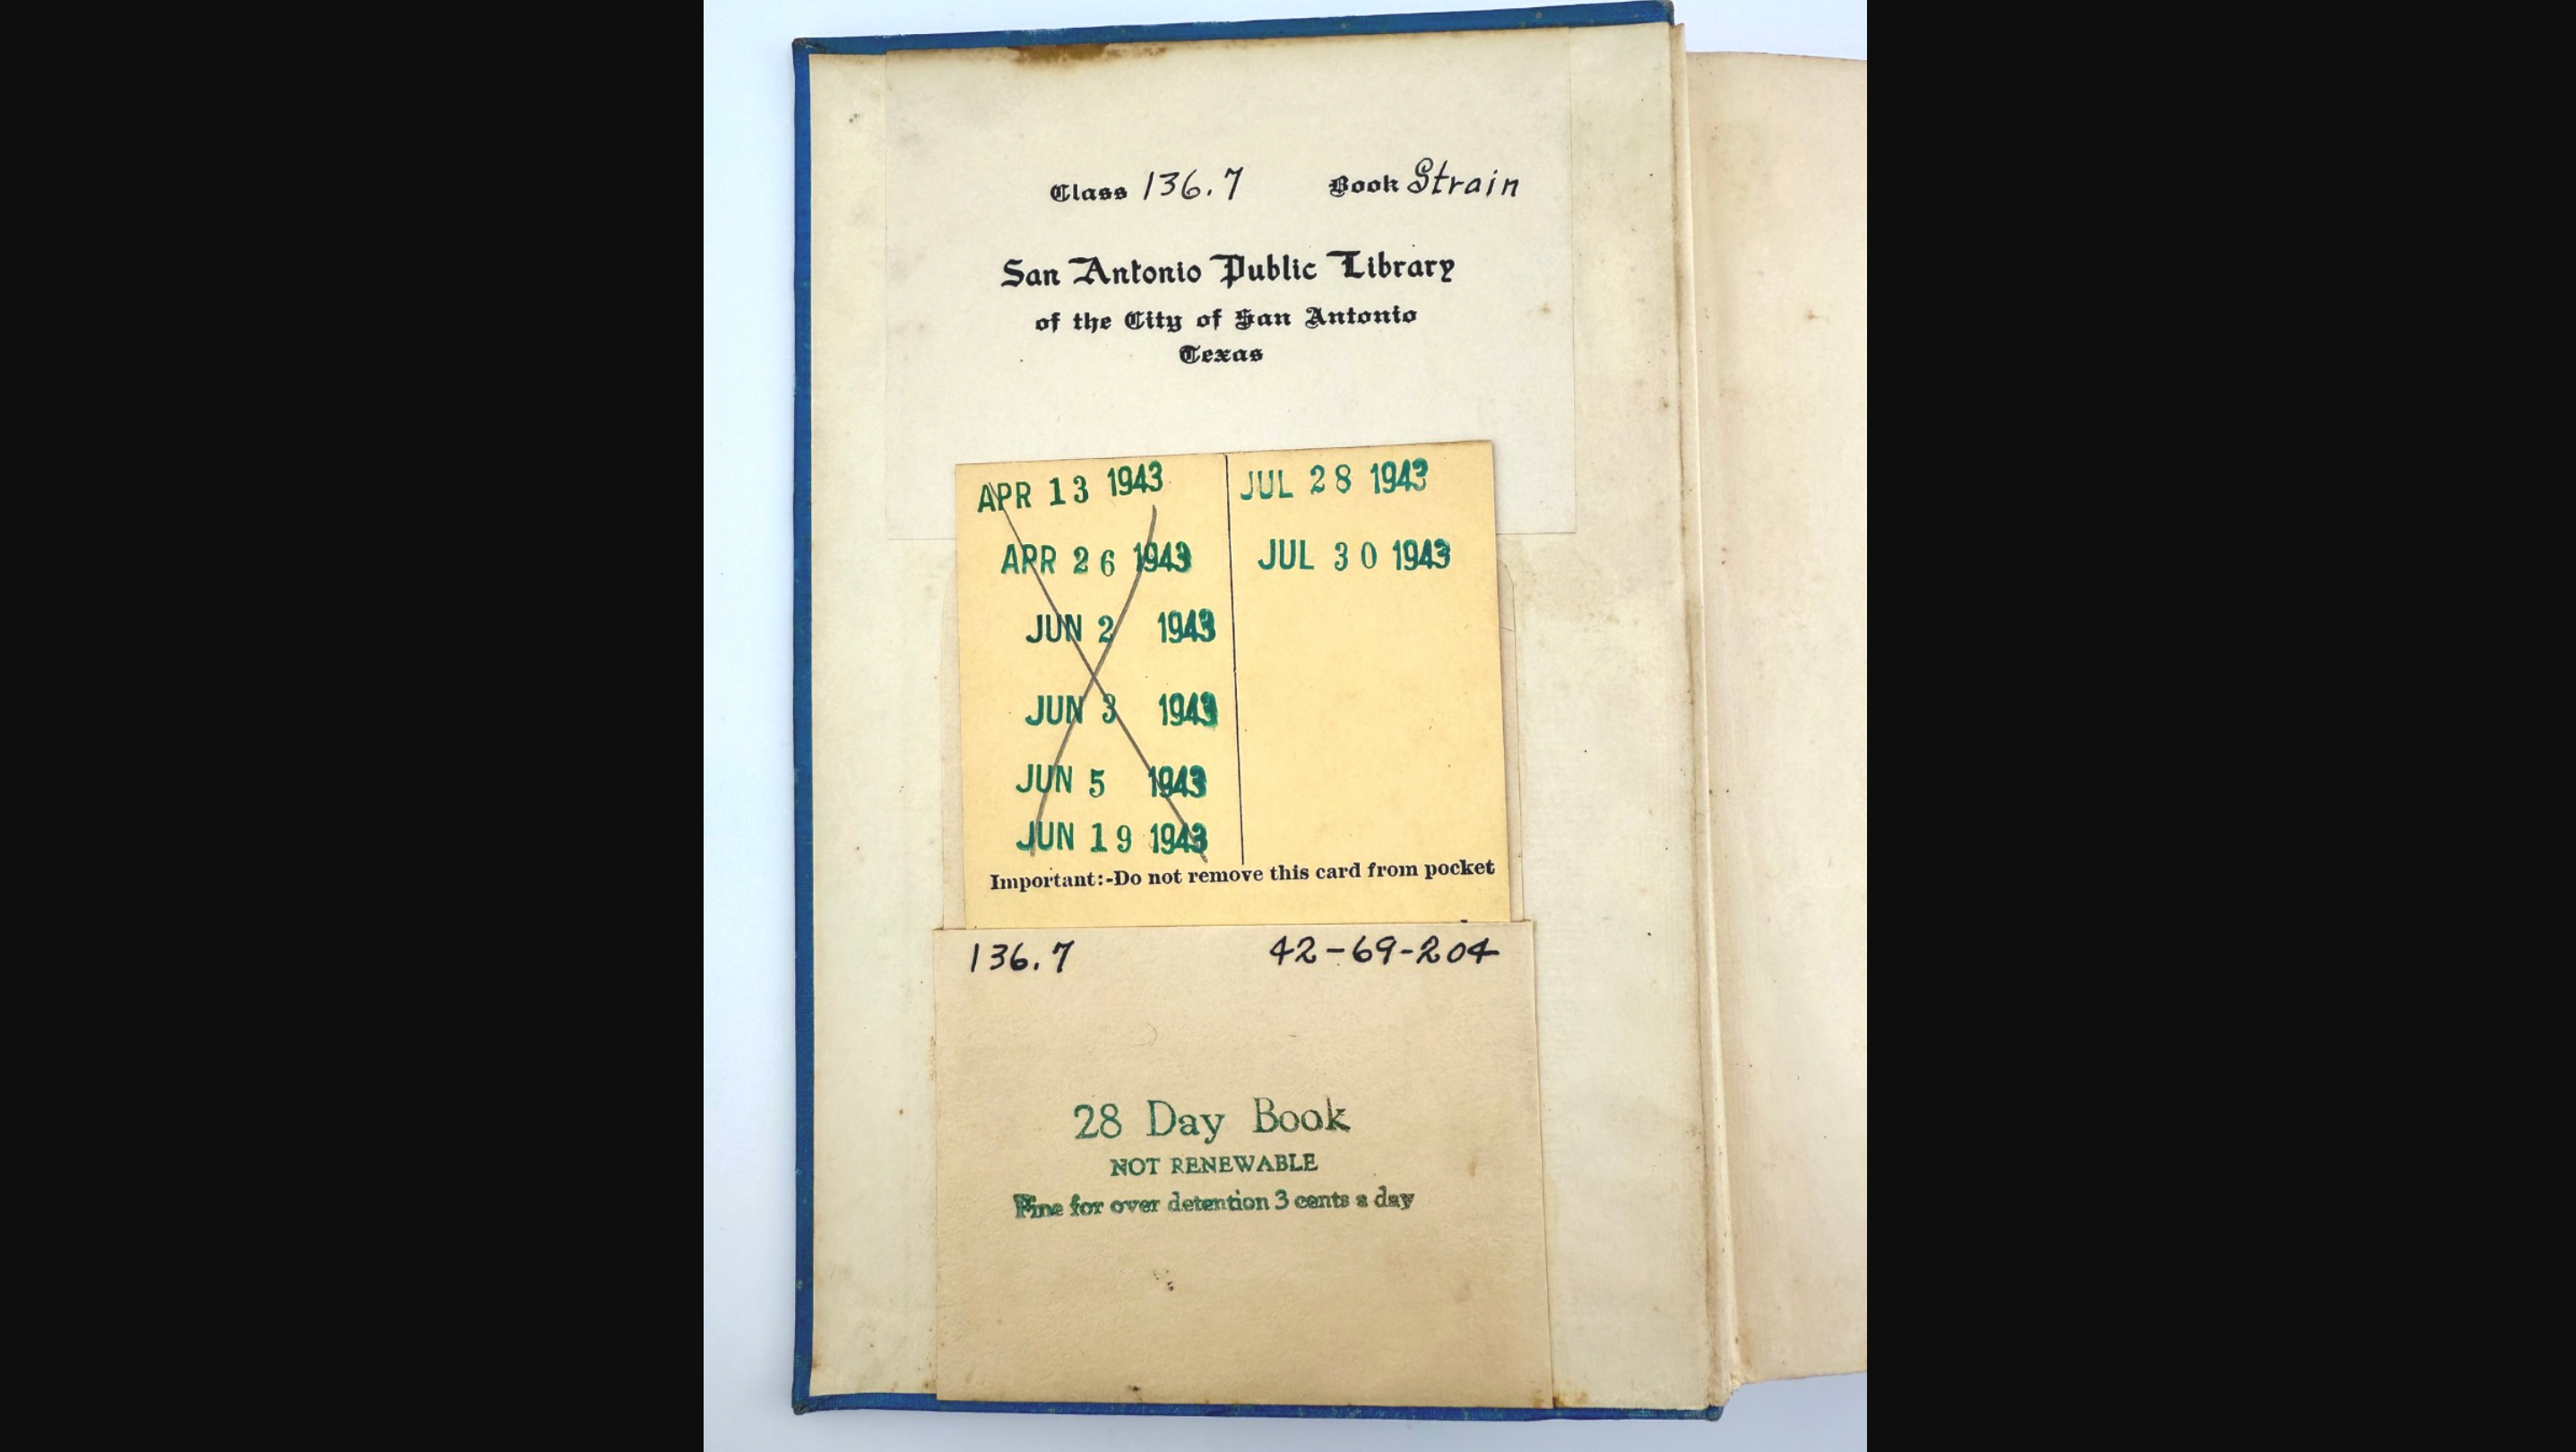 Class 136.7 Book Strain
San Antonio Public Library
of the City of San Antonio
Texas
APR 13 1943
APR 26 1943
JUN 2 1943
JUN 3 1943
JUN 5 1943
JUN 19 1943
JUL 28 1943
JUL 30 1943
Important:-Do not remove this card from pocket
136.7 42-69-204
28 Day Book
NOT RENEWABLE
Fine for over detention 3 cents a day